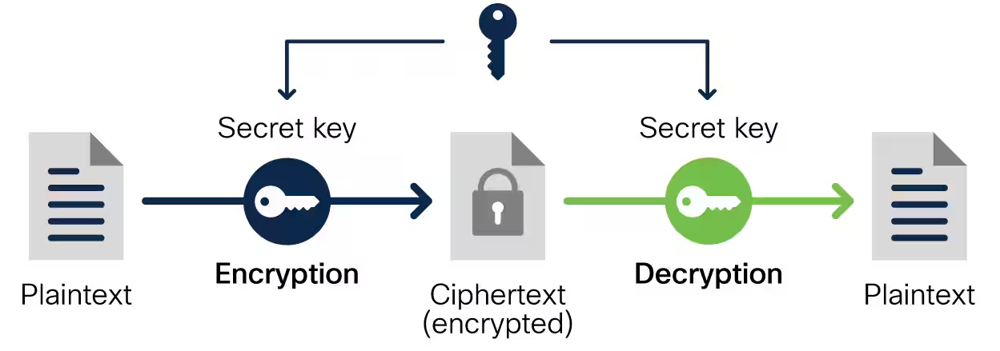 Secret key
Secret key
Encryption
Decryption
Plaintext
Ciphertext
(encrypted)
Plaintext